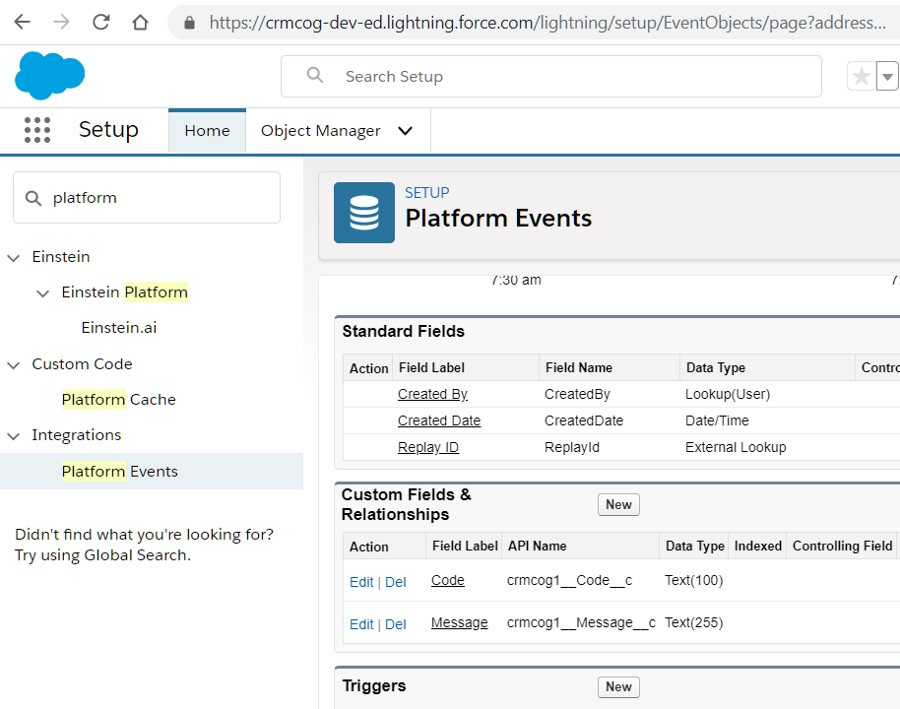 https://crmcog-dev-ed.lightning.force.com/lightning/setup/EventObjects/page?address...
Search Setup
Setup Home Object Manager
platform
Einstein
Einstein Platform
Einstein.ai
Custom Code
Platform Cache
Integrations
Platform Events
Didn't find what you're looking for?
Try using Global Search.
SETUP
Platform Events
7:30 am
Standard Fields
Action Field Label Field Name Data Type
Created By CreatedBy Lookup(User)
Created Date CreatedDate Date/Time
Replay ID ReplayId External Lookup
Custom Fields &
Relationships
New
Action Field Label API Name Data Type Indexed Controlling Field
Edit | Del Code crmcog1__Code__c Text(100)
Edit | Del Message crmcog1__Message__c Text(255)
Triggers New